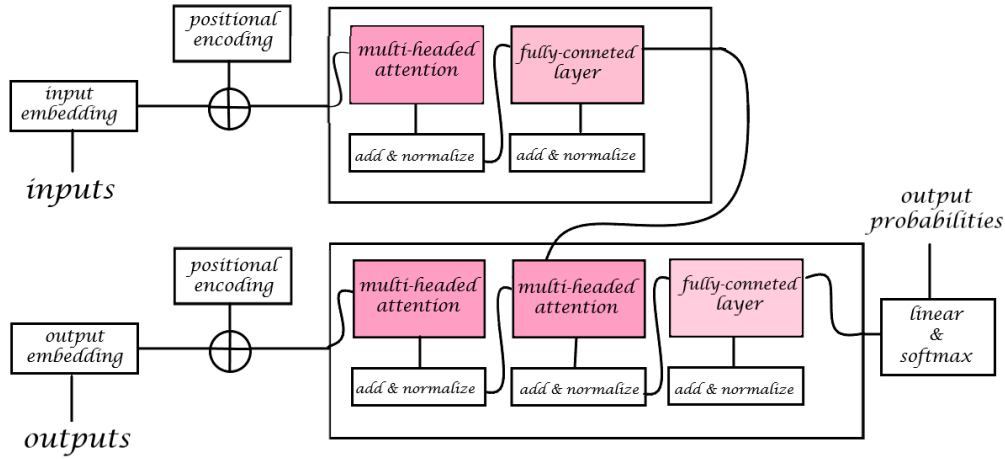 positional
encoding
multi-headed
attention
fully-conneted
layer
input
embedding
add & normalize
add & normalize
inputs
output
probabilities
positional
encoding
multi-headed
attention
multi-headed
attention
fully-conneted
layer
linear
&
softmax
output
embedding
add & normalize
add & normalize
add & normalize
outputs